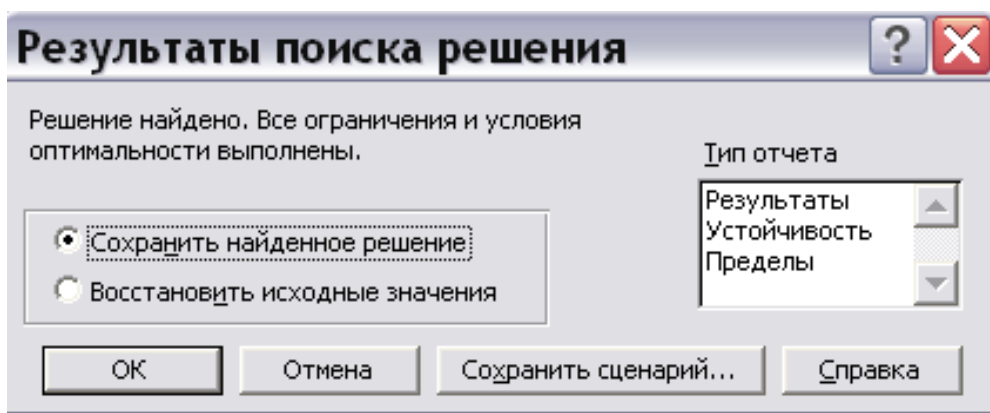 Результаты поиска решения
Решение найдено. Все ограничения и условия
оптимальности выполнены.
Тип отчета
Результаты
Устойчивость
Пределы
Сохранить найденное решение
Восстановить исходные значения
ОК
Отмена
Сохранить сценарий...
Справка